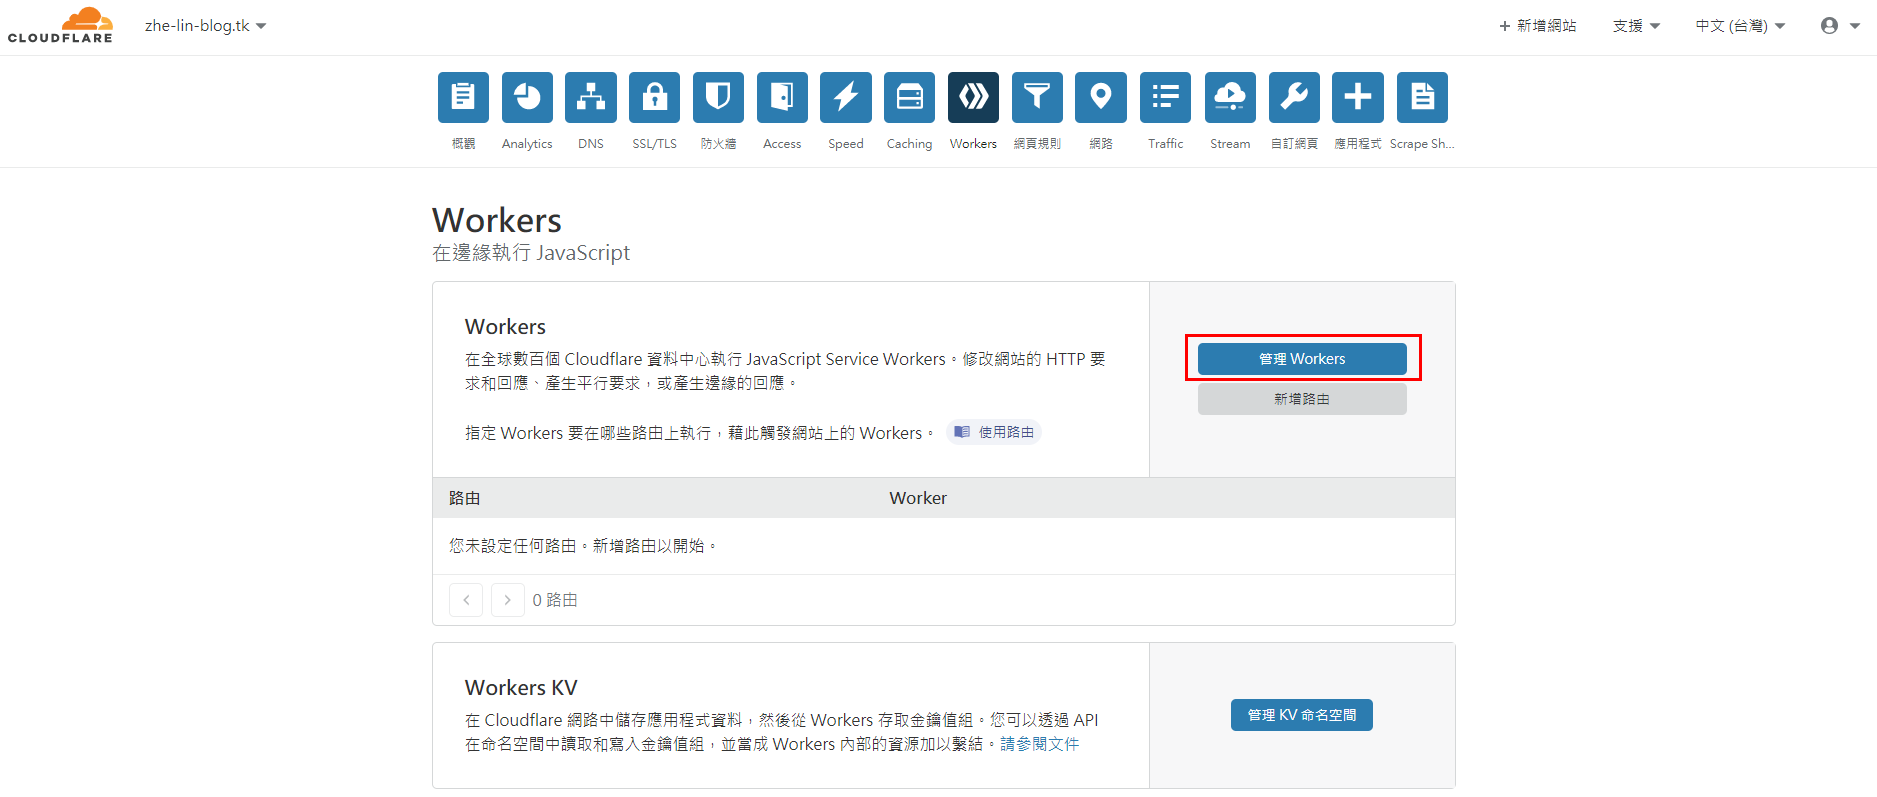 CLOUDFLARE
zhe-lin-blog.tk
+ 新增網站
支援
中文 (台灣)
概觀
Analytics
DNS
SSL/TLS
防火牆
Access
Speed
Caching
Workers
網頁規則
網路
Traffic
Stream
自訂網頁
應用程式
Scrape Sh...
Workers
在邊緣執行 JavaScript
Workers
在全球數百個 Cloudflare 資料中心執行 JavaScript Service Workers。修改網站的 HTTP 要
求和回應、產生平行要求，或產生邊緣的回應。
指定 Workers 要在哪些路由上執行，藉此觸發網站上的 Workers。
使用路由
管理 Workers
新增路由
路由
Worker
您未設定任何路由。新增路由以開始。
0 路由
Workers KV
在 Cloudflare 網路中儲存應用程式資料，然後從 Workers 存取金鑰值組。您可以透過 API
在命名空間中讀取和寫入金鑰值組，並當成 Workers 內部的資源加以繫結。請參閱文件
管理 KV 命名空間